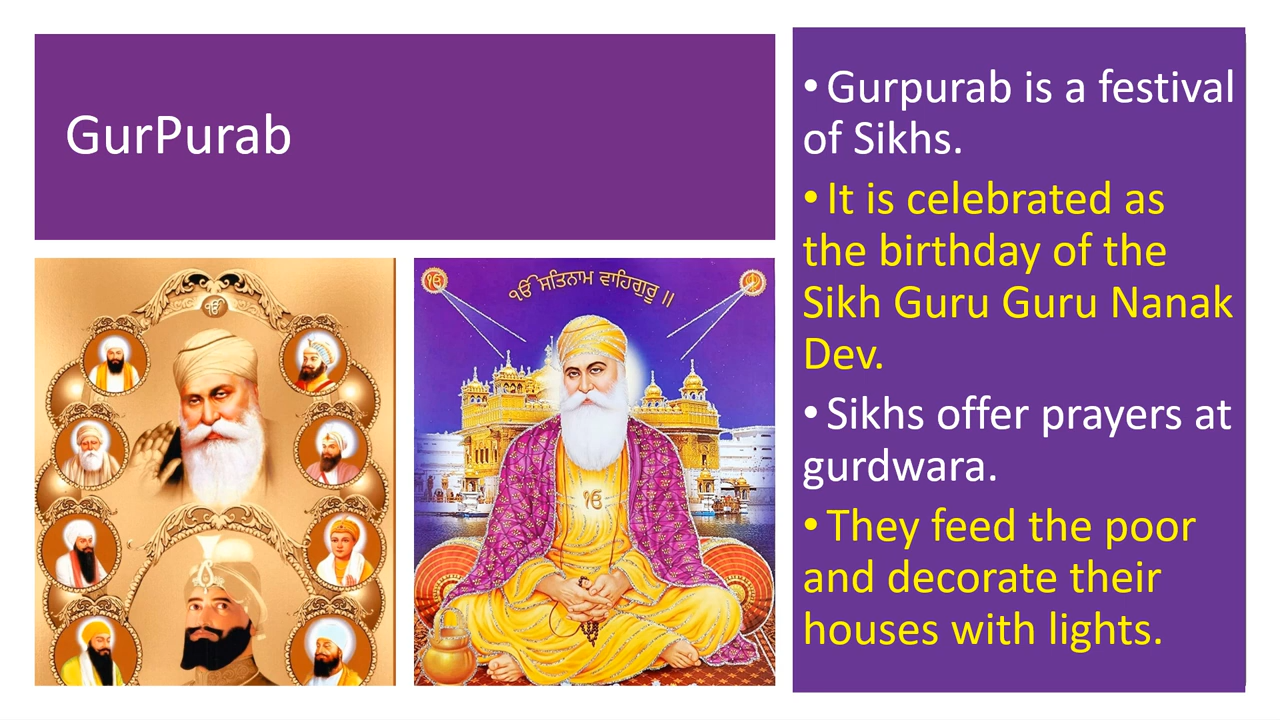 GurPurab
ੴ
ੴ ਸਤਿਨਾਮ ਵਾਹਿਗੁਰੂ ॥
ੴ
ੴ
ੴ
• Gurpurab is a festival
of Sikhs.
• It is celebrated as
the birthday of the
Sikh Guru Guru Nanak
Dev.
• Sikhs offer prayers at
gurdwara.
• They feed the poor
and decorate their
houses with lights.